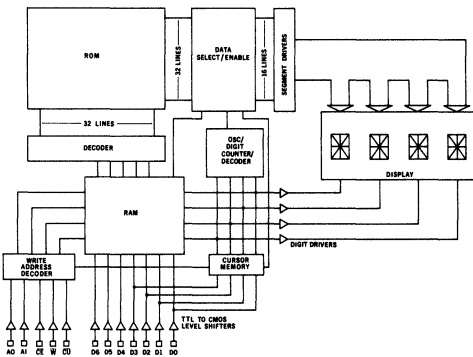 ROM
32 LINES
DATA
SELECT/ENABLE
16 LINES
SEGMENT DRIVERS
32 LINES
DECODER
OSC/
DIGIT
COUNTER/
DECODER
DISPLAY
RAM
DIGIT DRIVERS
WRITE
ADDRESS
DECODER
CURSOR
MEMORY
TTL TO CMOS
LEVEL SHIFTERS
A0 A1 C̅E̅ W̅ C̅U̅ D6 D5 D4 D3 D2 D1 D0